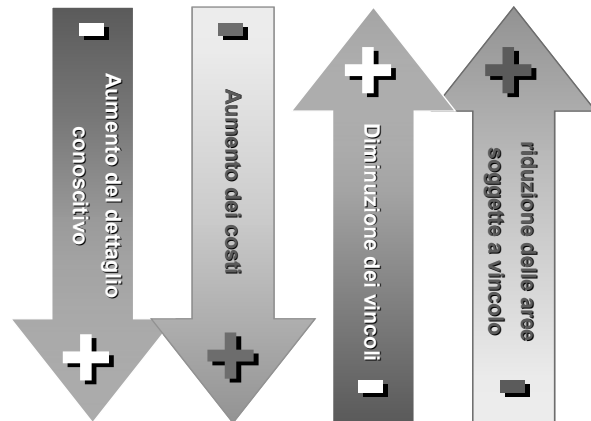 Aumento del dettaglio
conoscitivo
Aumento dei costi
Diminuzione dei vincoli
riduzione delle aree
soggette a vincolo